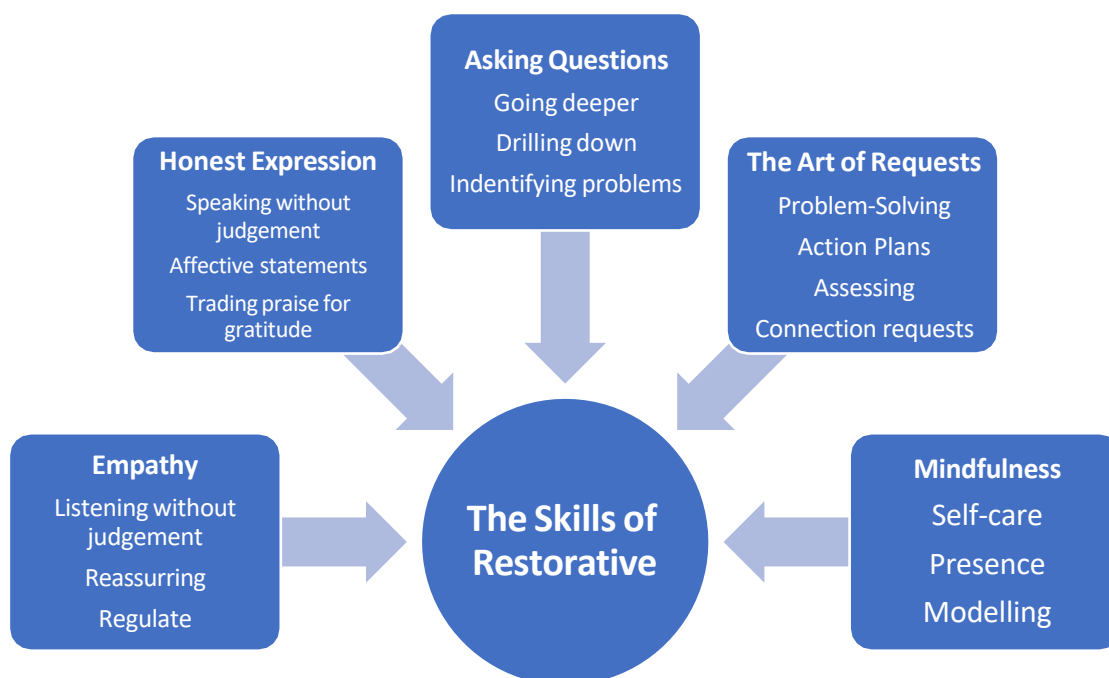 Asking Questions
Going deeper
Drilling down
Indentifying problems
Honest Expression
Speaking without
judgement
Affective statements
Trading praise for
gratitude
The Art of Requests
Problem-Solving
Action Plans
Assessing
Connection requests
Empathy
Listening without
judgement
Reassurring
Regulate
The Skills of
Restorative
Mindfulness
Self-care
Presence
Modelling